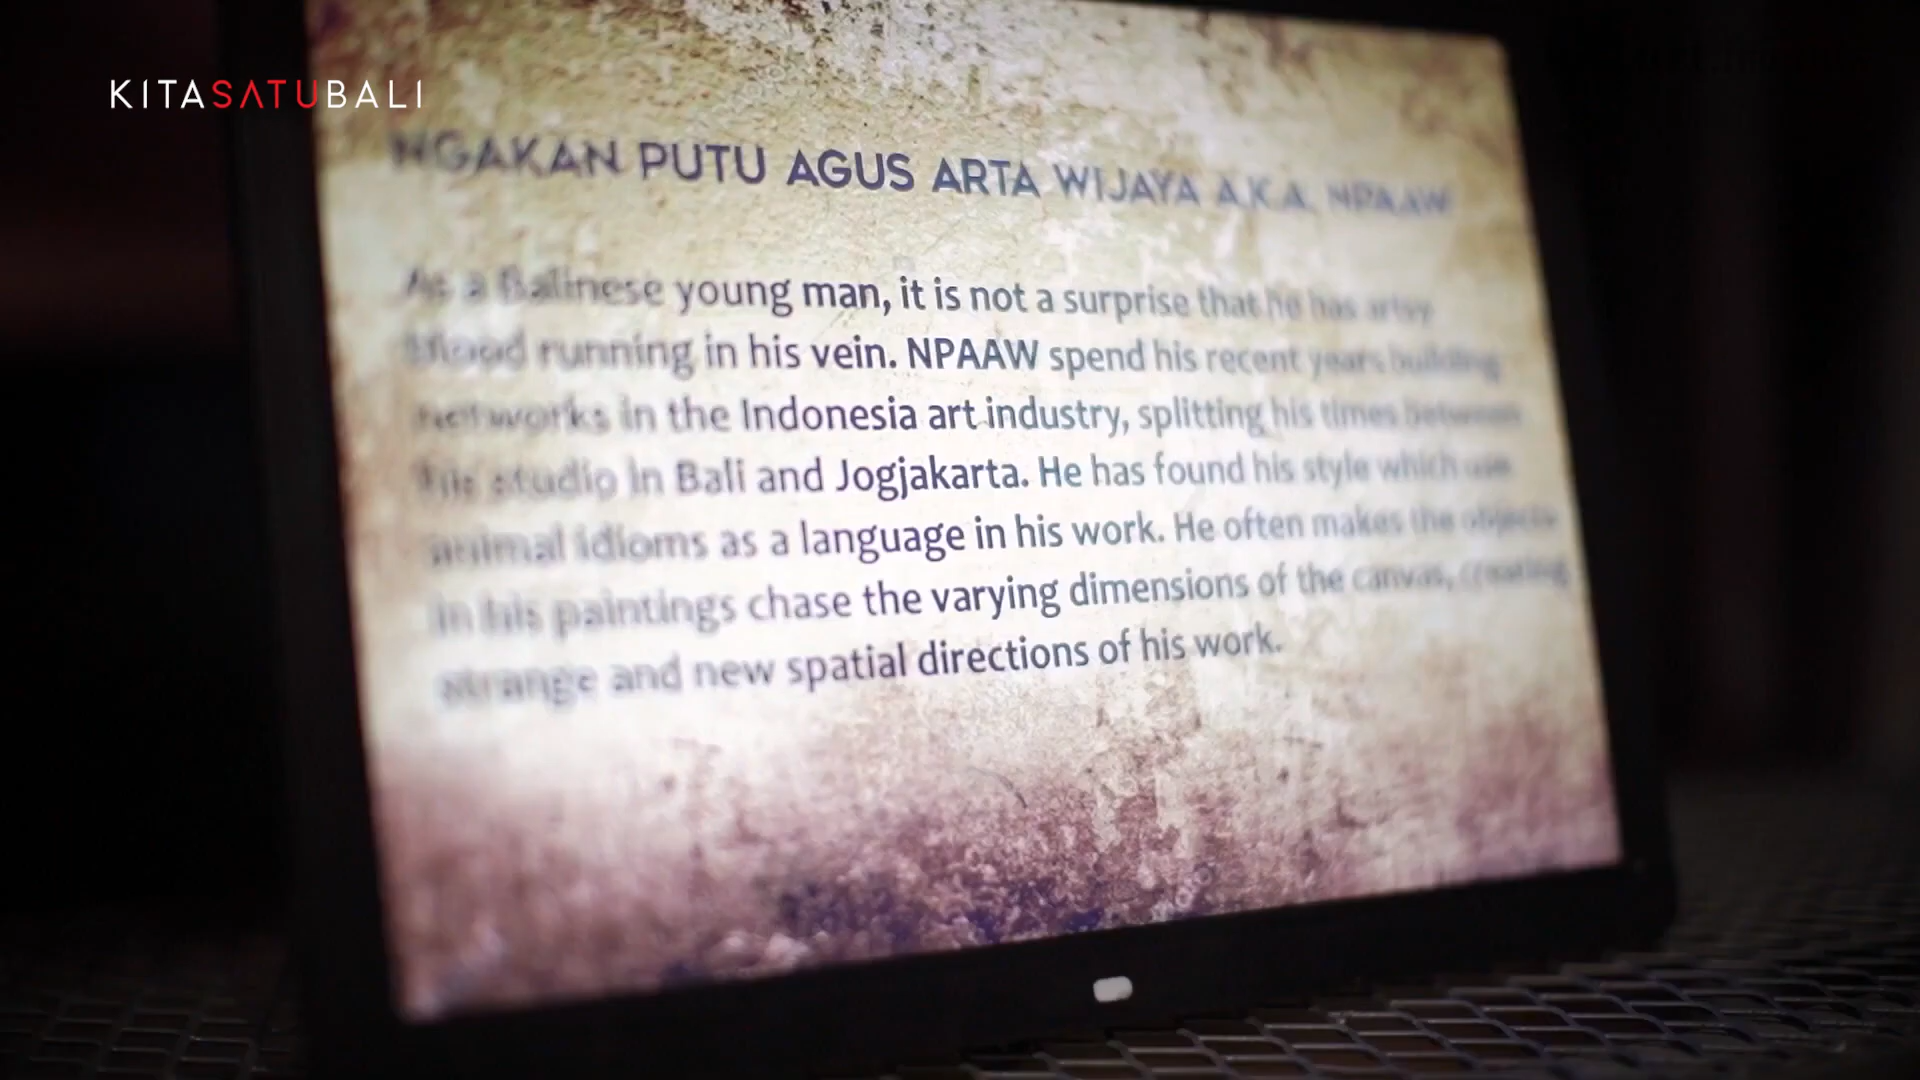 KITASATUBALI
NGAKAN PUTU AGUS ARTA WIJAYA A.K.A. NPAAW
As a Balinese young man, it is not a surprise that he has artsy
blood running in his vein. NPAAW spend his recent years building
networks in the Indonesia art industry, splitting his times between
his studio in Bali and Jogjakarta. He has found his style which use
animal idioms as a language in his work. He often makes the objects
in his paintings chase the varying dimensions of the canvas, creating
strange and new spatial directions of his work.